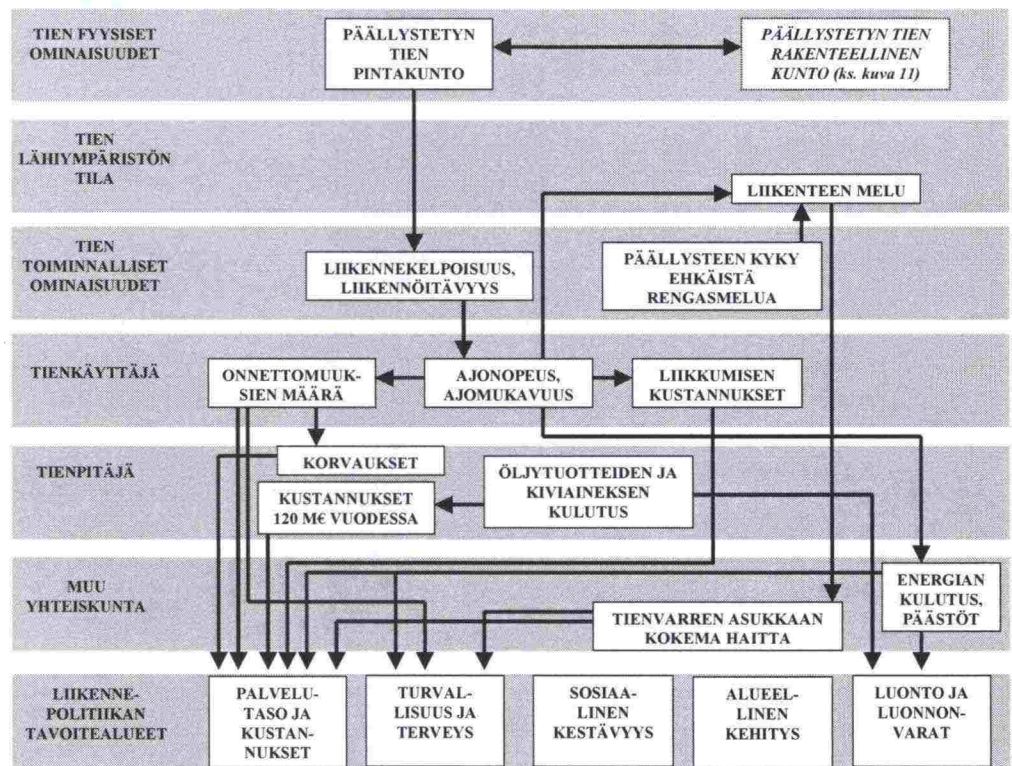 TIEN FYYSISET
OMINAISUUDET
PÄÄLLYSTETYN
TIEN
PINTAKUNTO
PÄÄLLYSTETYN TIEN
RAKENTEELLINEN
KUNTO (ks. kuva 11)
TIEN
LÄHIYMPÄRISTÖN
TILA
LIIKENTEEN MELU
TIEN
TOIMINNALLISET
OMINAISUUDET
LIIKENNEKELPOISUUS,
LIIKENNÖITÄVYYS
PÄÄLLYSTEEN KYKY
EHKÄISTÄ
RENGASMELUA
TIENKÄYTTÄJÄ
ONNETTOMUUK-
SIEN MÄÄRÄ
AJONOPEUS,
AJOMUKAVUUS
LIIKKUMISEN
KUSTANNUKSET
TIENPITÄJÄ
KORVAUKSET
KUSTANNUKSET
120 M€ VUODESSA
ÖLJYTUOTTEIDEN JA
KIVIAINEKSEN
KULUTUS
MUU
YHTEISKUNTA
TIENVARREN ASUKKAAN
KOKEMA HAITTA
ENERGIAN
KULUTUS,
PÄÄSTÖT
LIIKENNE-
POLITIIKAN
TAVOITEALUEET
PALVELU-
TASO JA
KUSTAN-
NUKSET
TURVAL-
LISUUS JA
TERVEYS
SOSIAA-
LINEN
KESTÄVYYS
ALUEEL-
LINEN
KEHITYS
LUONTO JA
LUONNON-
VARAT